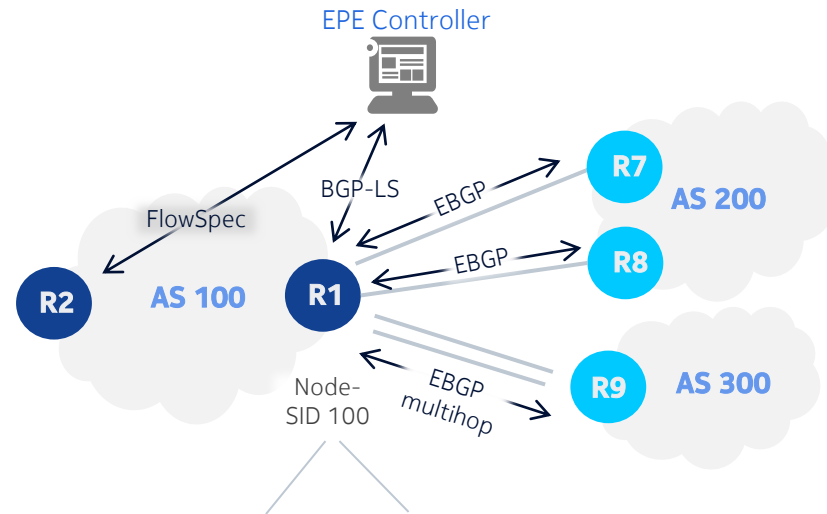 EPE Controller
BGP-LS
EBGP
R7
AS 200
FlowSpec
EBGP
R8
R2
AS 100
R1
Node-
SID 100
EBGP
multihop
R9
AS 300